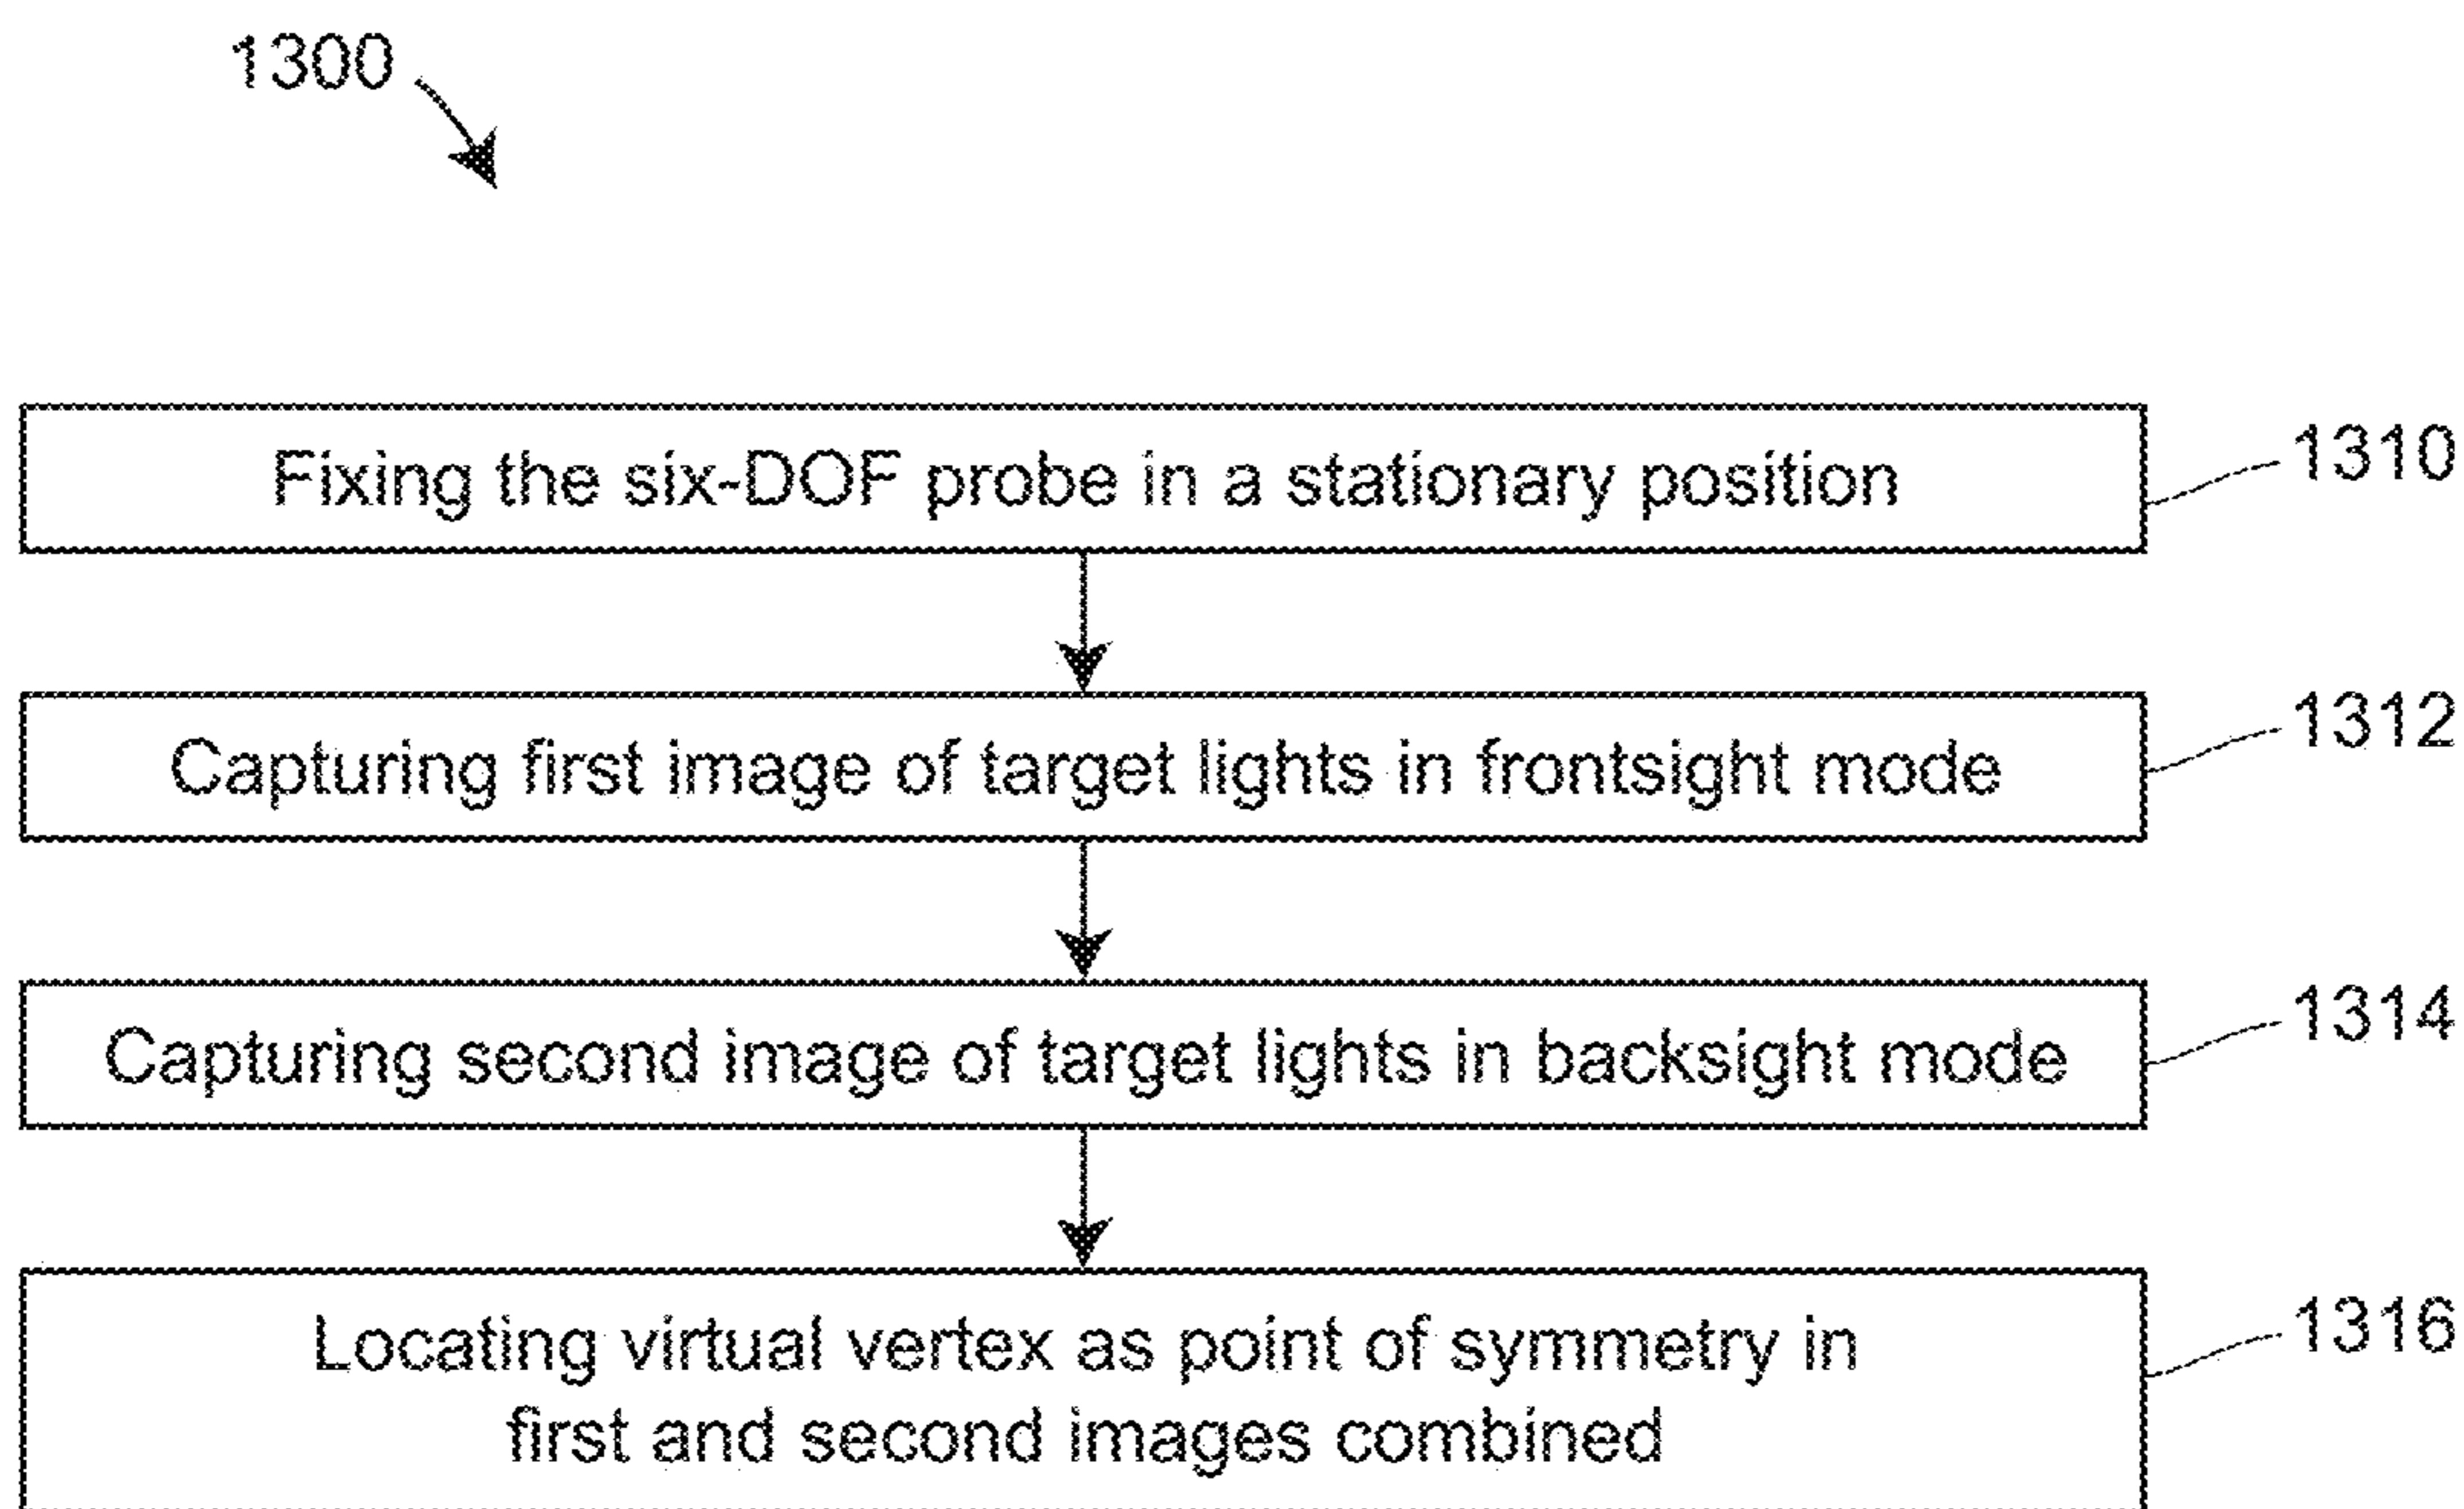 1300
Fixing the six-DOF probe in a stationary position
1310
Capturing first image of target lights in frontsight mode
1312
Capturing second image of target lights in backsight mode
1314
Locating virtual vertex as point of symmetry in
first and second images combined
1316